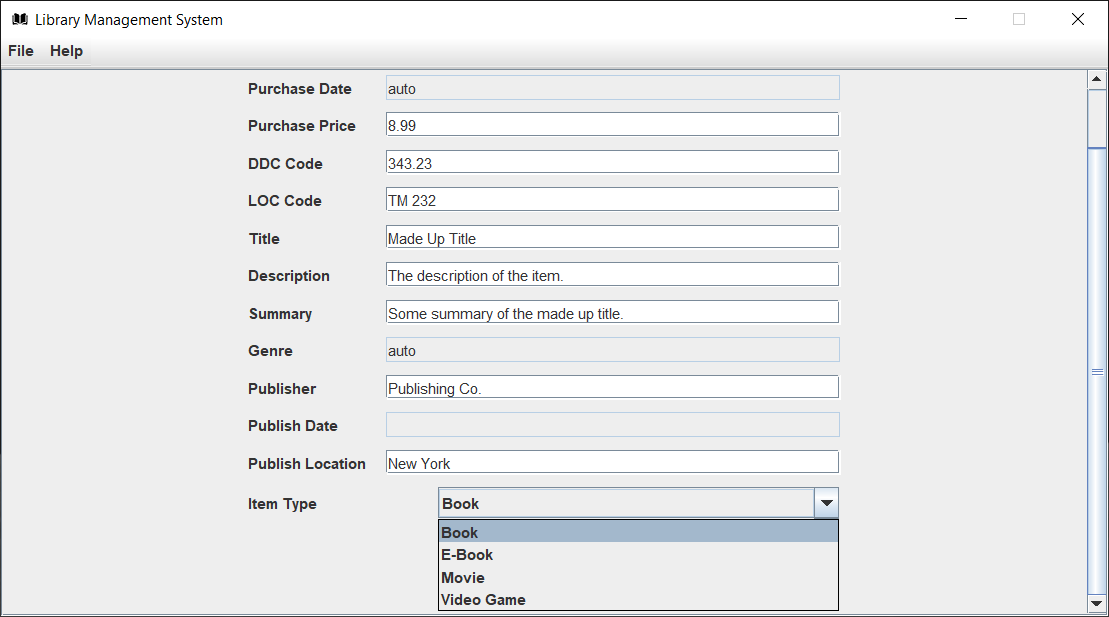 Library Management System
File Help
Purchase Date auto
Purchase Price 8.99
DDC Code 343.23
LOC Code TM 232
Title Made Up Title
Description The description of the item.
Summary Some summary of the made up title.
Genre auto
Publisher Publishing Co.
Publish Date
Publish Location New York
Item Type Book
Book
E-Book
Movie
Video Game